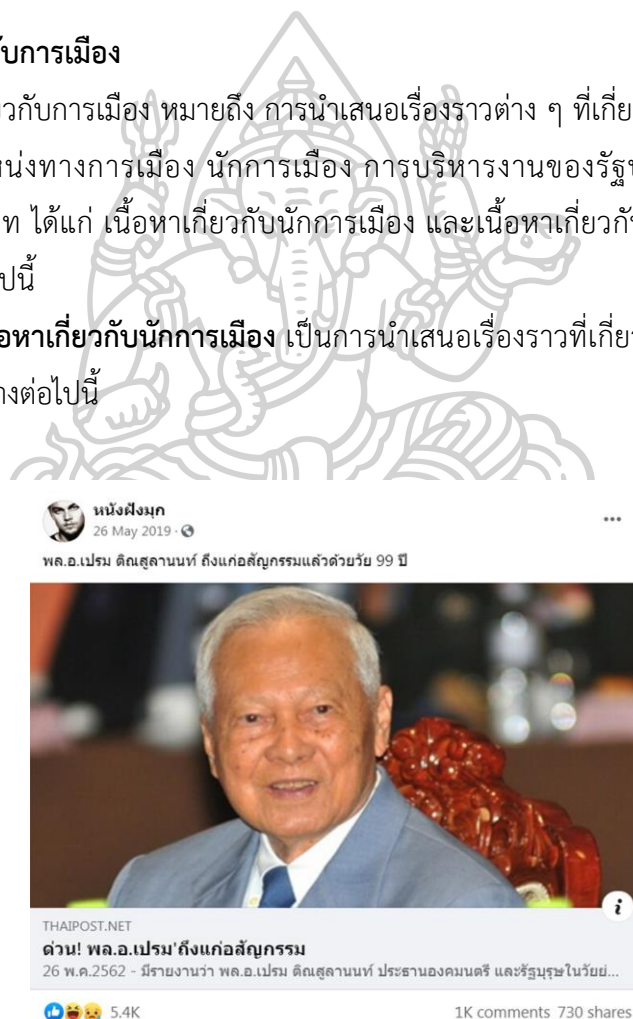 บการเมือง
วกับการเมือง หมายถึง การนำเสนอเรื่องราวต่าง ๆ ที่เกี่ย
หน่งทางการเมือง นักการเมือง การบริหารงานของรัฐ
ท ได้แก่ เนื้อหาเกี่ยวกับนักการเมือง และเนื้อหาเกี่ยวกั
ปนี้
อหาเกี่ยวกับนักการเมือง เป็นการนำเสนอเรื่องราวที่เกี่ย
างต่อไปนี้
หนังฝังมุก
26 May 2019 ·
พล.อ.เปรม ติณสูลานนท์ ถึงแก่อสัญกรรมแล้วด้วยวัย 99 ปี
THAIPOST.NET
ด่วน! พล.อ.เปรม'ถึงแก่อสัญกรรม
26 พ.ค.2562 - มีรายงานว่า พล.อ.เปรม ติณสูลานนท์ ประธานองคมนตรี และรัฐบุรุษในวัยย่...
5.4K
1K comments 730 shares